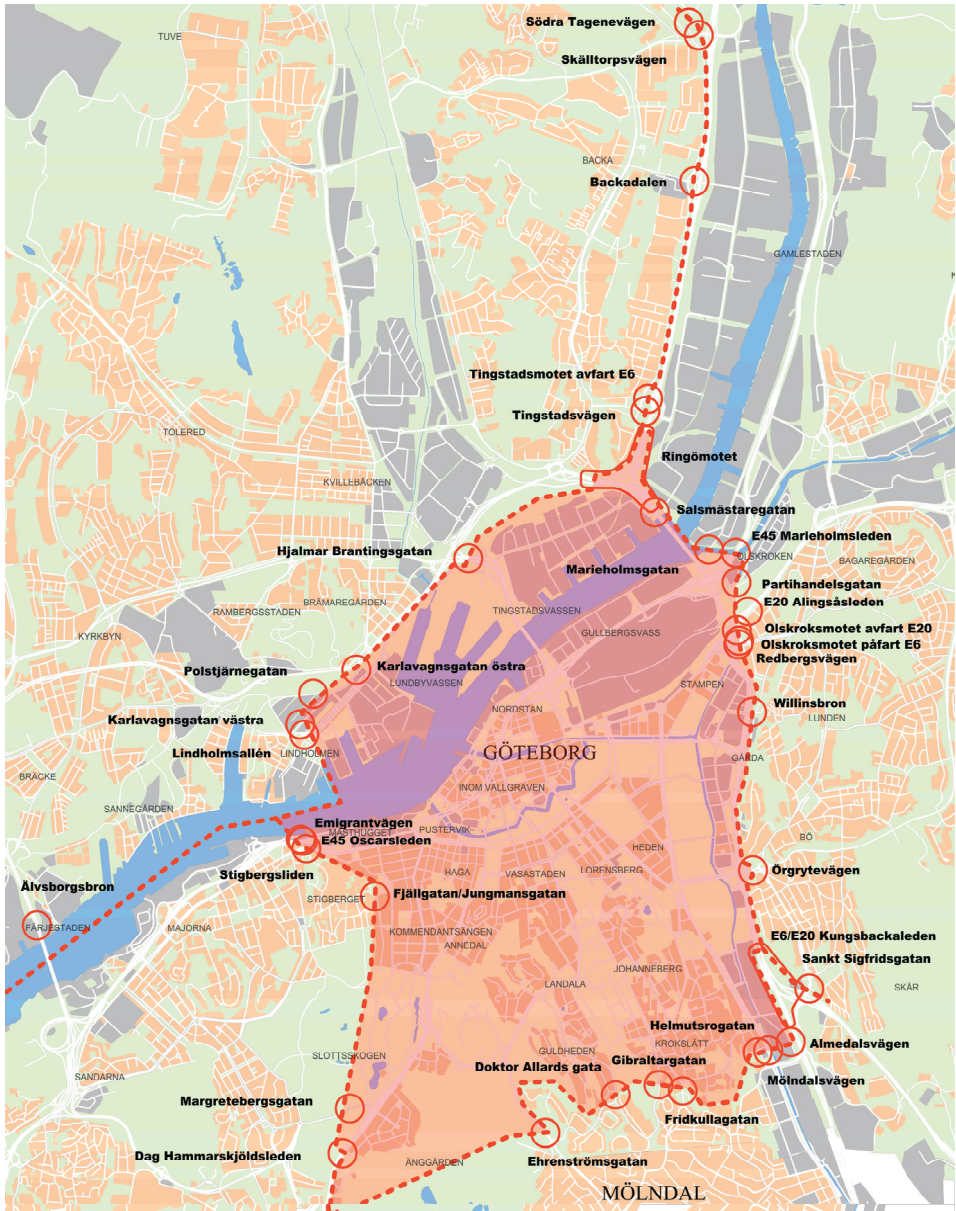 Södra Tagenevägen
TUVE
Skälltorpsvägen
BACKA
Backadalen
GAMLESTADEN
Tingstadsmotet avfart E6
Tingstadsvägen
TOLERED
Ringömotet
KVILLEBÄCKEN
Salsmästaregatan
Hjalmar Brantingsgatan
E45 Marieholmsleden
OLSKROKEN
BAGAREGÅRDEN
Marieholmsgatan
Partihandelsgatan
BRÄMAREGÅRDEN
E20 Alingsåsleden
RAMBERGSSTADEN
TINGSTADSVASSEN
Olskroksmotet avfart E20
GULLBERGSVASS
KYRKBYN
Olskroksmotet påfart E6
Redbergsvägen
Karlavagnsgatan östra
Polstjärnegatan
LUNDBYVASSEN
STAMPEN
Willinsbron
NORDSTAN
LUNDEN
Karlavagnsgatan västra
Lindholmsallén
LINDHOLMEN
GÖTEBORG
GÅRDA
BRÄCKE
INOM VALLGRAVEN
SANNEGÅRDEN
Emigrantvägen
MASTHUGGET
PUSTERVIK
BÖ
E45 Oscarsleden
HEDEN
Stigbergsliden
HAGA
VASASTADEN
LORENSBERG
Örgrytevägen
Älvsborgsbron
STIGBERGET
Fjällgatan/Jungmansgatan
FÄRJESTADEN
MAJORNA
KOMMENDANTSÄNGEN
ANNEDAL
E6/E20 Kungsbackaleden
Sankt Sigfridsgatan
JOHANNEBERG
LANDALA
SKÅR
Helmutsrogatan
KROKSLÄTT
Almedalsvägen
SLOTTSSKOGEN
GULDHEDEN
Gibraltargatan
Doktor Allards gata
SANDARNA
Mölndalsvägen
Margretebergsgatan
Fridkullagatan
Dag Hammarskjöldsleden
ÄNGGÅRDEN
Ehrenströmsgatan
MÖLNDAL